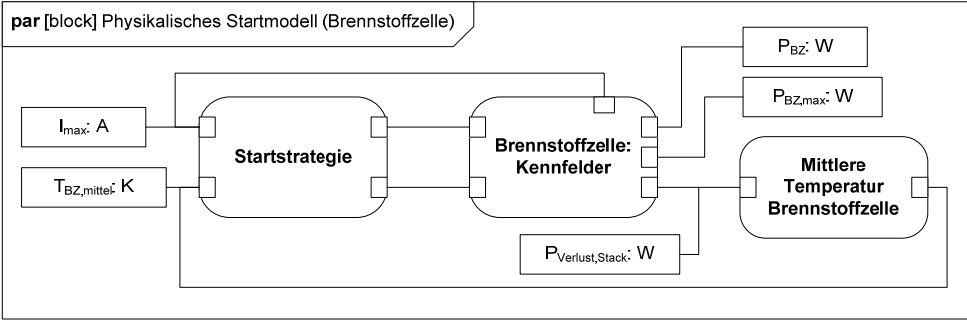 par [block] Physikalisches Startmodell (Brennstoffzelle)
P_BZ: W
P_BZ,max: W
I_max: A
Startstrategie
Brennstoffzelle:
Kennfelder
Mittlere
Temperatur
Brennstoffzelle
T_BZ,mittel: K
P_Verlust,Stack: W